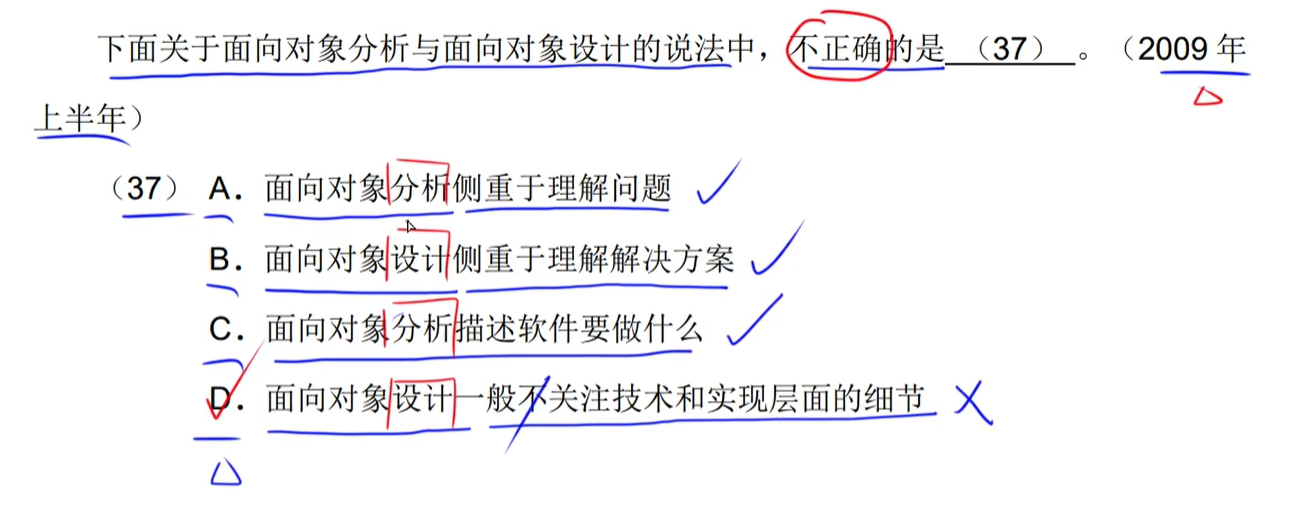 下面关于面向对象分析与面向对象设计的说法中，不正确的是 （37） 。（2009 年
上半年）
（37） A．面向对象分析侧重于理解问题
B．面向对象设计侧重于理解解决方案
C．面向对象分析描述软件要做什么
D．面向对象设计一般不关注技术和实现层面的细节